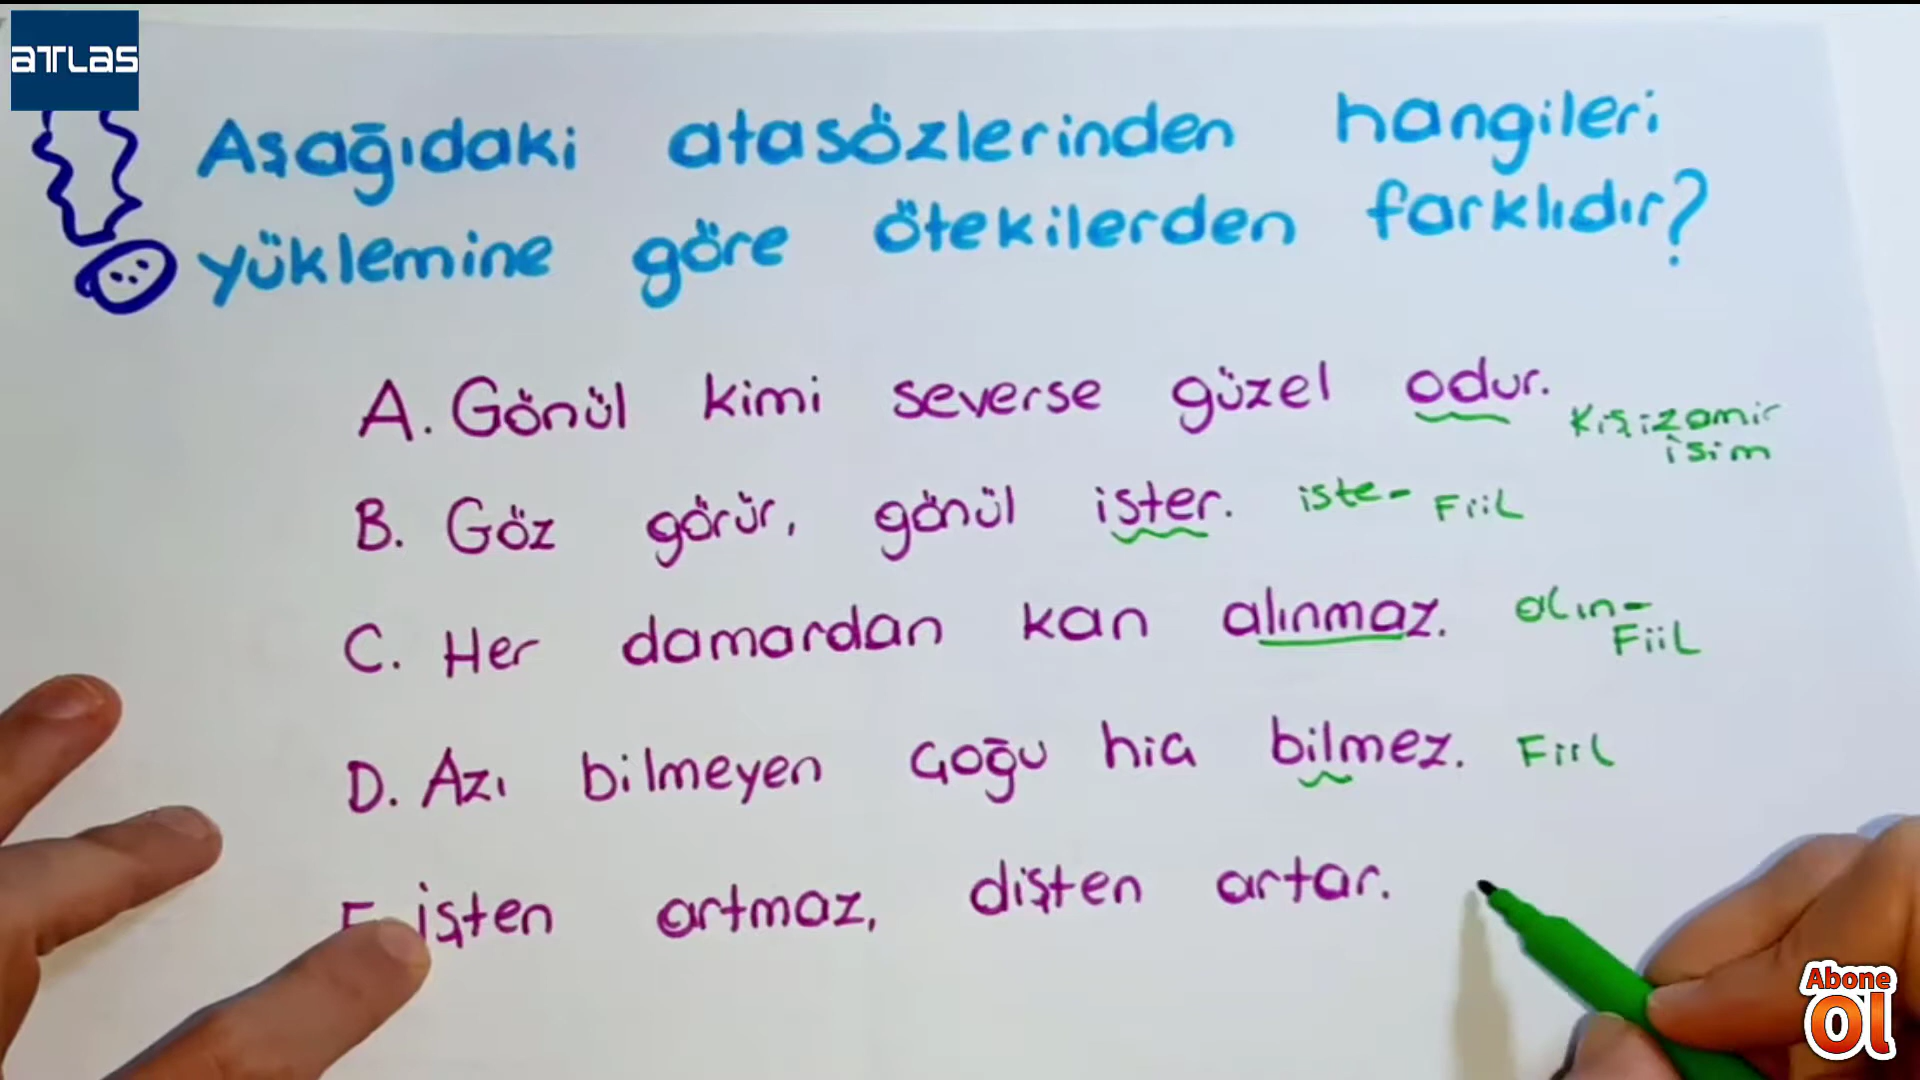 ATLAS
Aşağıdaki atasözlerinden hangileri
yüklemine göre ötekilerden farklıdır?
A. Gönül kimi severse güzel odur.
Kişi zamir
isim
B. Göz görür, gönül ister. iste- Fiil
C. Her damardan kan alınmaz. alın-
Fiil
D. Azı bilmeyen çoğu hiç bilmez. Fiil
işten artmaz, dişten artar.
Abone
Ol